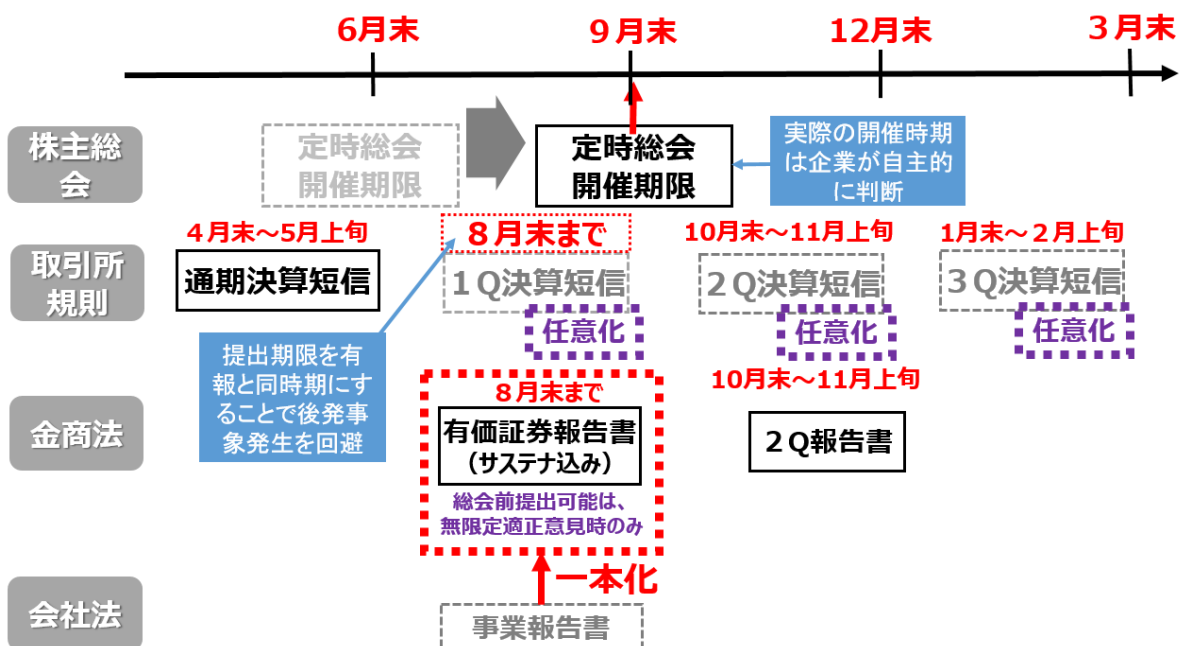 6月末
9月末
12月末
3月末
株主総
会
定時総会
開催期限
定時総会
開催期限
実際の開催時期
は企業が自主的
に判断
取引所
規則
4月末~5月上旬
通期決算短信
8月末まで
1Q決算短信
任意化
10月末~11月上旬
2Q決算短信
任意化
1月末~2月上旬
3Q決算短信
任意化
提出期限を有
報と同時期にす
ることで後発事
象発生を回避
金商法
8月末まで
有価証券報告書
(サステナ込み)
総会前提出可能は、
無限定適正意見時のみ
10月末~11月上旬
2Q報告書
一本化
会社法
事業報告書